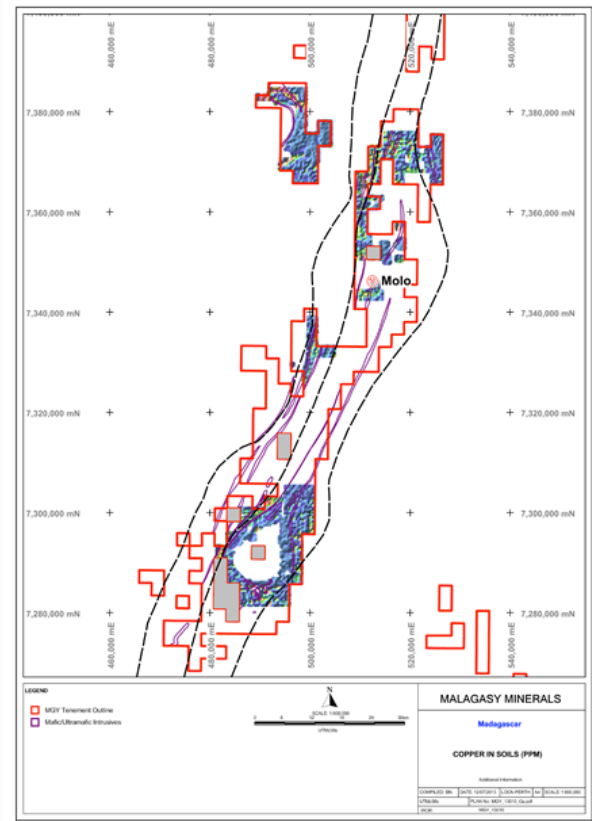 460,000 mE
480,000 mE
500,000 mE
520,000 mE
540,000 mE
7,380,000 mN
7,380,000 mN
7,360,000 mN
7,360,000 mN
Molo
7,340,000 mN
7,340,000 mN
7,320,000 mN
7,320,000 mN
7,300,000 mN
7,300,000 mN
7,280,000 mN
7,280,000 mN
460,000 mE
480,000 mE
500,000 mE
520,000 mE
540,000 mE
LEGEND
MGY Tenement Outline
Mafic/Ultramafic Intrusives
N
MALAGASY MINERALS
Madagascar
COPPER IN SOILS (PPM)
Additional Information